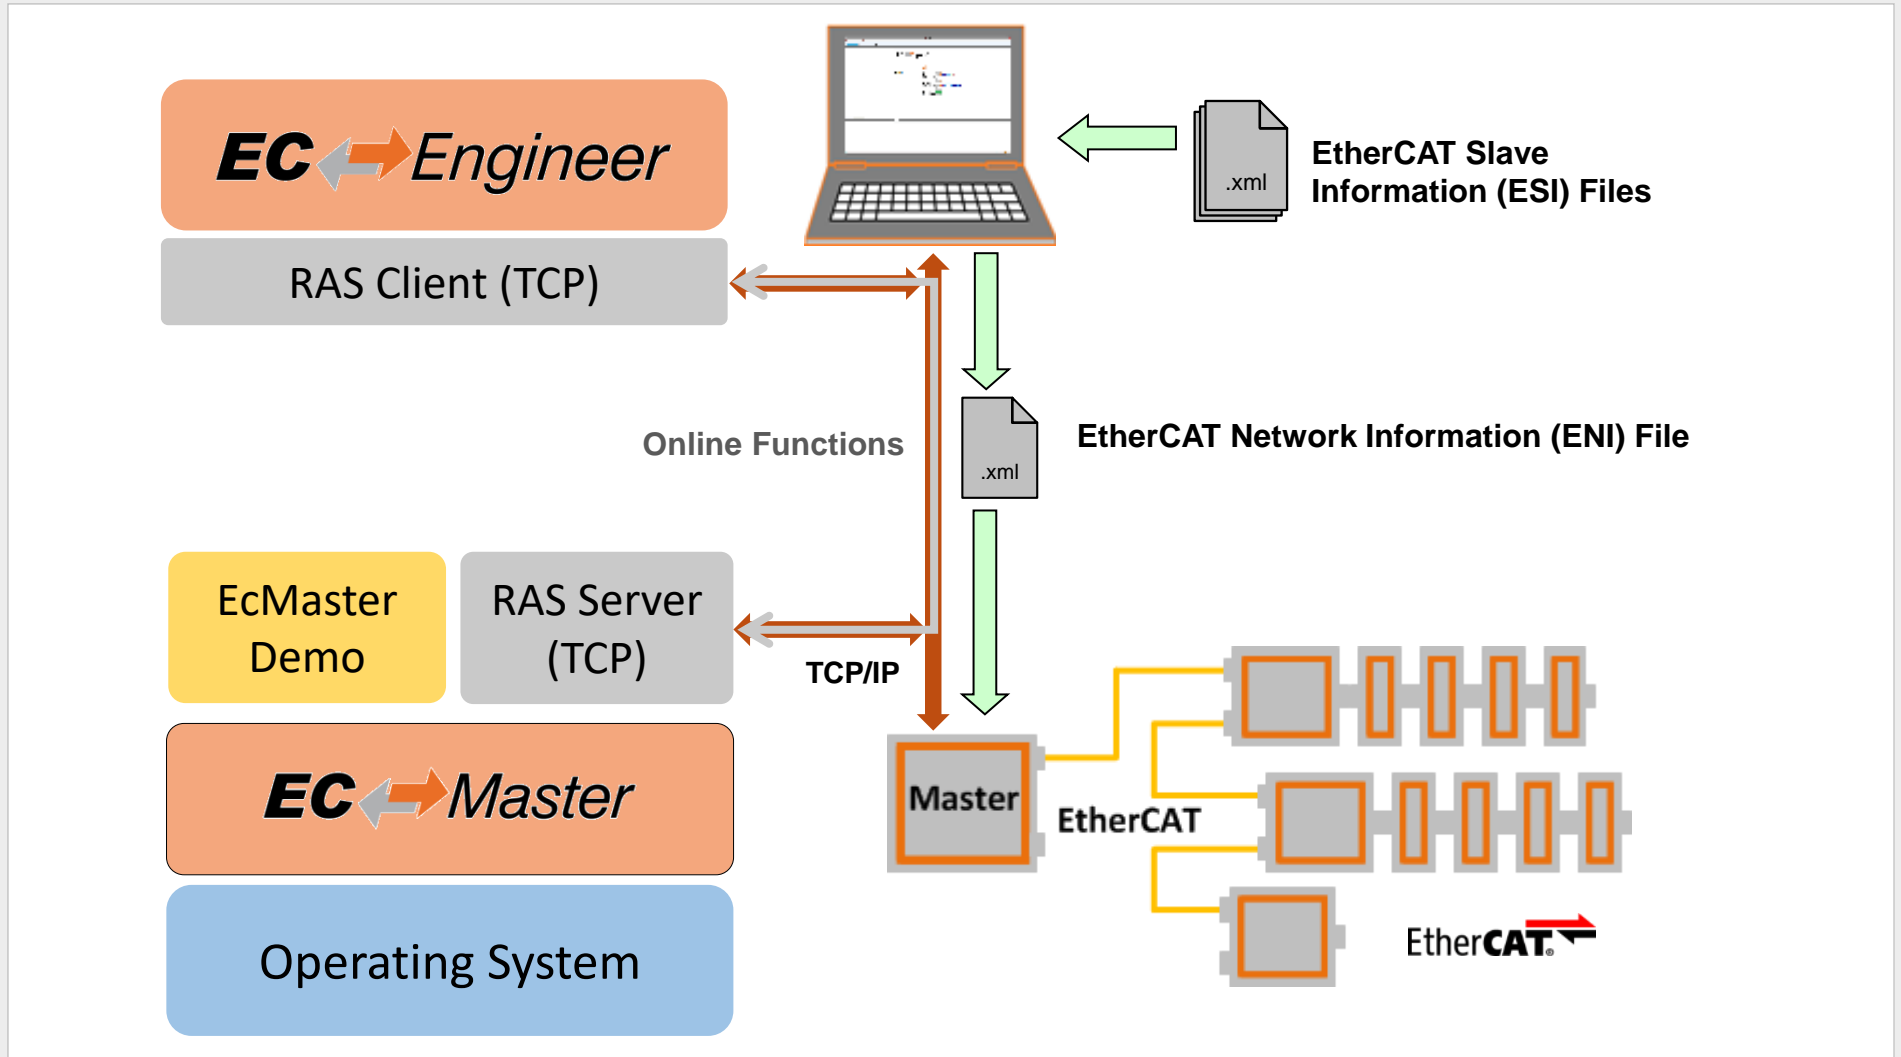 EC Engineer
RAS Client (TCP)
.xml
EtherCAT Slave
Information (ESI) Files
Online Functions
.xml
EtherCAT Network Information (ENI) File
EcMaster
Demo
RAS Server
(TCP)
TCP/IP
EC Master
Master
EtherCAT
Operating System
EtherCAT®